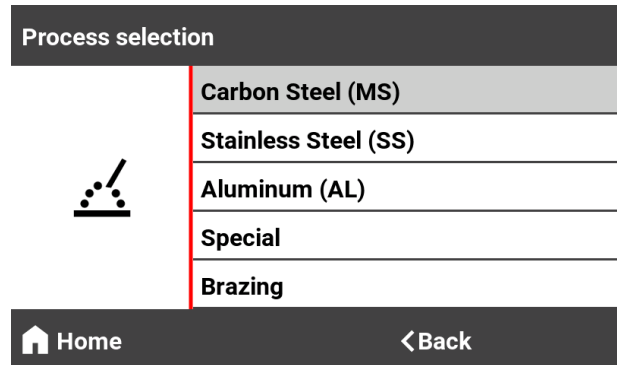 Process selection
Carbon Steel (MS)
Stainless Steel (SS)
Aluminum (AL)
Special
Brazing
Home
Back